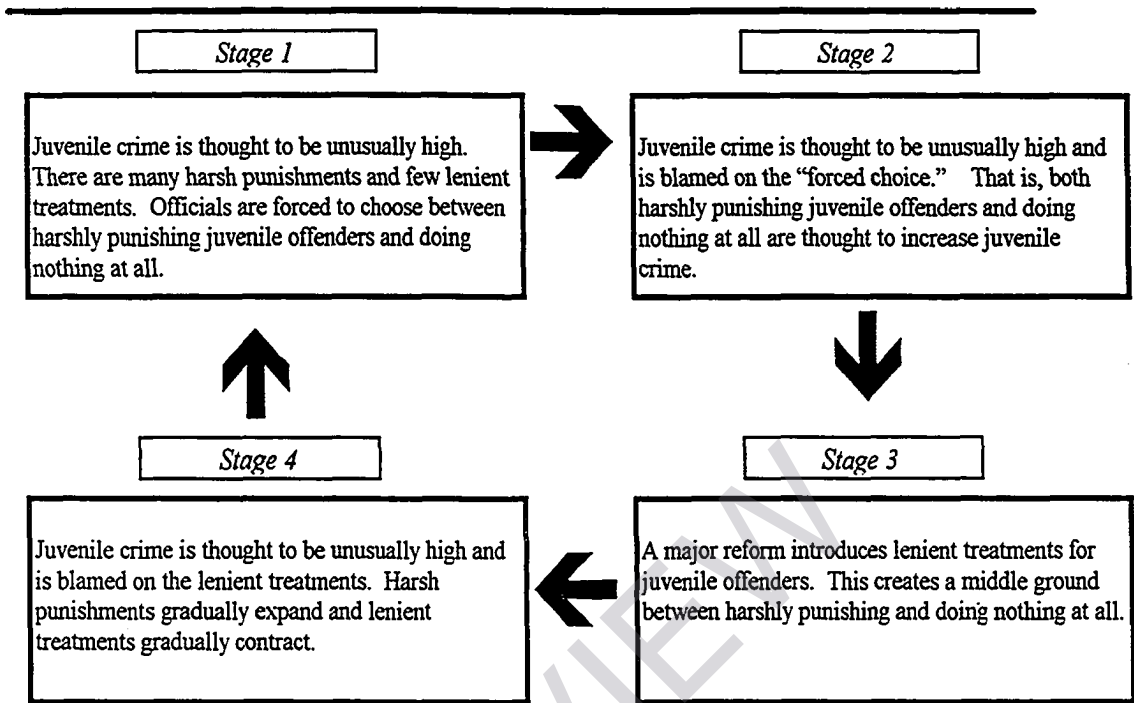 Stage 1
Juvenile crime is thought to be unusually high.
There are many harsh punishments and few lenient
treatments. Officials are forced to choose between
harshly punishing juvenile offenders and doing
nothing at all.
Stage 2
Juvenile crime is thought to be unusually high and
is blamed on the “forced choice.” That is, both
harshly punishing juvenile offenders and doing
nothing at all are thought to increase juvenile
crime.
Stage 4
Juvenile crime is thought to be unusually high and
is blamed on the lenient treatments. Harsh
punishments gradually expand and lenient
treatments gradually contract.
Stage 3
A major reform introduces lenient treatments for
juvenile offenders. This creates a middle ground
between harshly punishing and doing nothing at all.